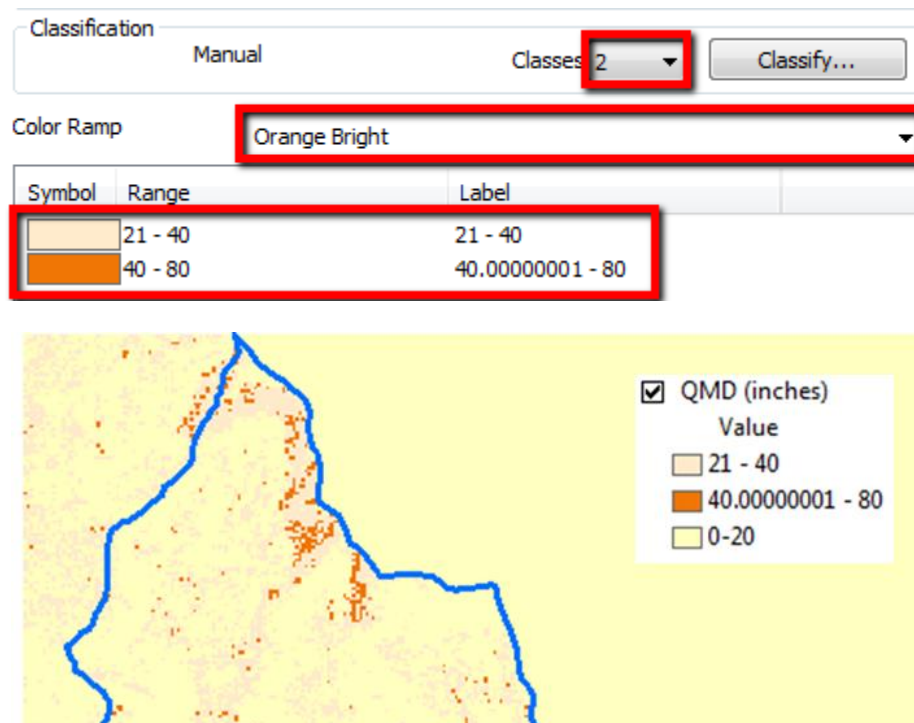 Classification
Manual Classes 2 Classify...
Color Ramp Orange Bright
Symbol Range Label
21 - 40 21 - 40
40 - 80 40.00000001 - 80
QMD (inches)
Value
21 - 40
40.00000001 - 80
0-20